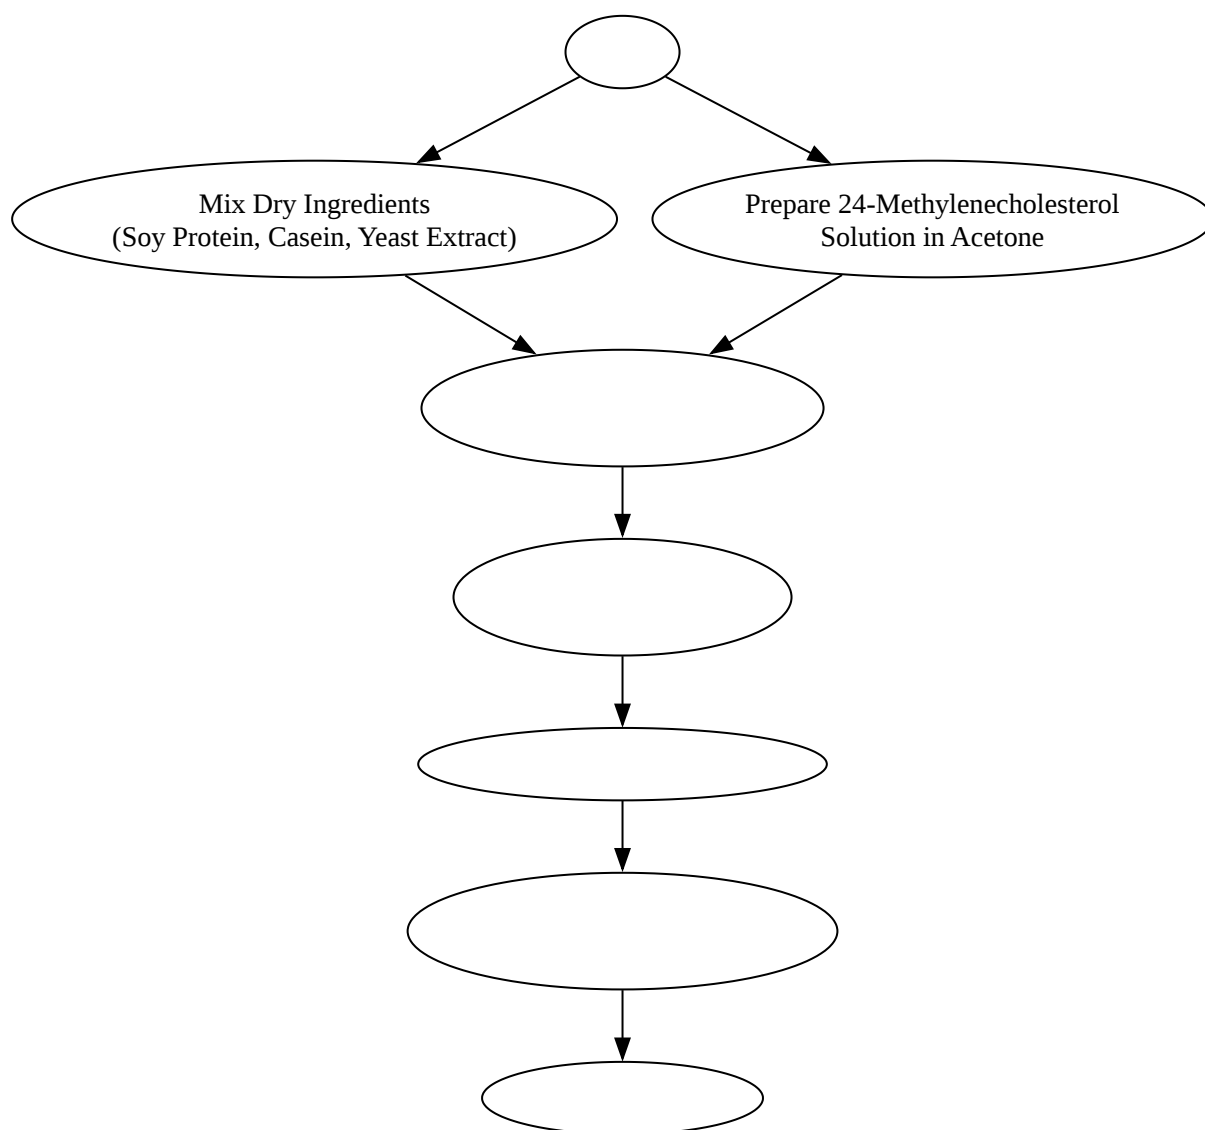 Mix Dry Ingredients
(Soy Protein, Casein, Yeast Extract)
Prepare 24-Methylenecholesterol
Solution in Acetone